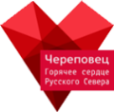 Череповец
Горячее сердце
Русского Севера